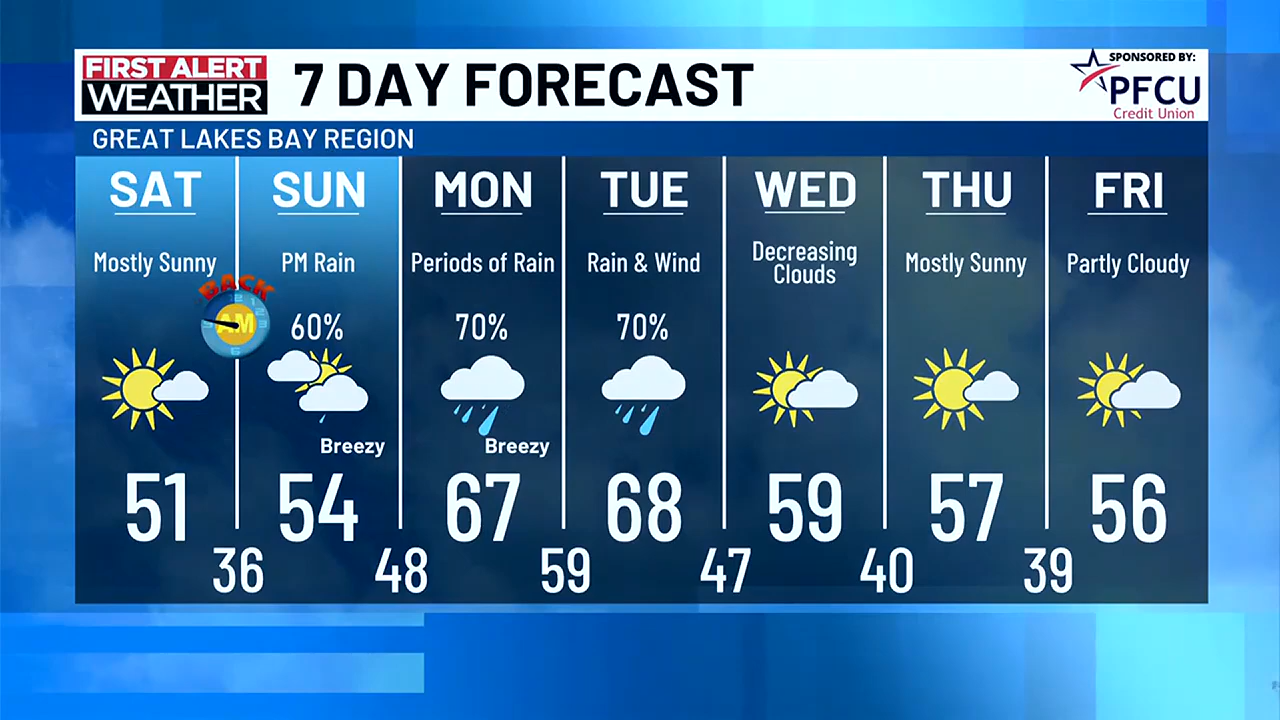 FIRST ALERT
WEATHER
7 DAY FORECAST
SPONSORED BY:
PFCU
Credit Union
GREAT LAKES BAY REGION
SAT
SUN
MON
TUE
WED
THU
FRI
Mostly Sunny
PM Rain
Periods of Rain
Rain & Wind
Decreasing
Clouds
Mostly Sunny
Partly Cloudy
BACK
AM
60%
70%
70%
Breezy
Breezy
51
54
67
68
59
57
56
36
48
59
47
40
39